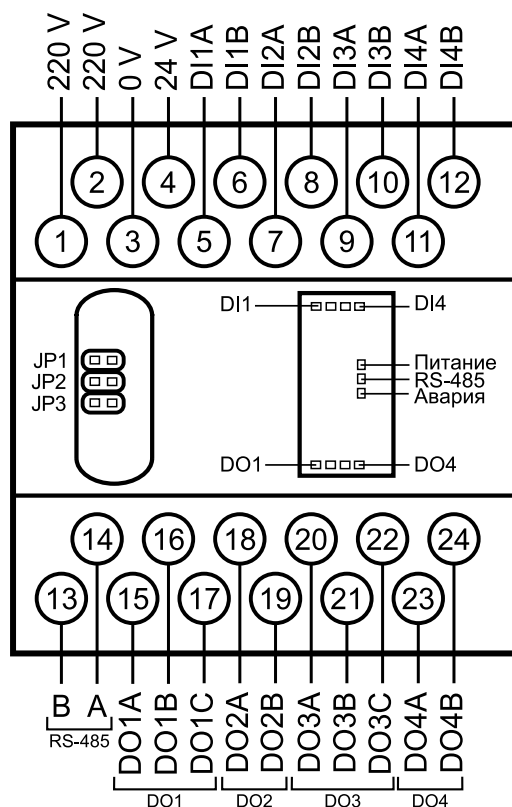 220 V 220 V 0 V 24 V DI1A DI1B DI2A DI2B DI3A DI3B DI4A DI4B
2 4 6 8 10 12
1 3 5 7 9 11
DI1 DI4
JP1
JP2
JP3
Питание
RS-485
Авария
DO1 DO4
14 16 18 20 22 24
13 15 17 19 21 23
B A DO1A DO1B DO1C DO2A DO2B DO3A DO3B DO3C DO4A DO4B
RS-485
DO1 DO2 DO3 DO4